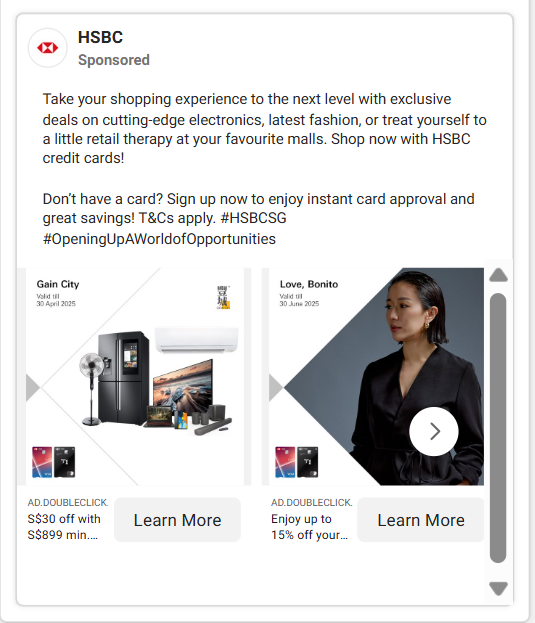 HSBC
Sponsored
Take your shopping experience to the next level with exclusive
deals on cutting-edge electronics, latest fashion, or treat yourself to
a little retail therapy at your favourite malls. Shop now with HSBC
credit cards!
Don’t have a card? Sign up now to enjoy instant card approval and
great savings! T&Cs apply. #HSBCSG
#OpeningUpAWorldofOpportunities
Gain City
Valid till
30 April 2025
Love, Bonito
Valid till
30 June 2025
AD.DOUBLECLICK.
S$30 off with
S$899 min....
Learn More
AD.DOUBLECLICK.
Enjoy up to
15% off your...
Learn More